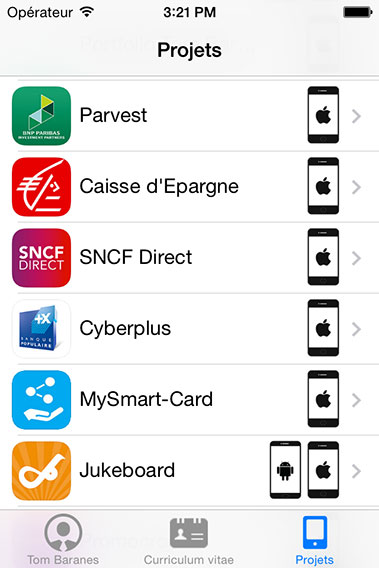 Opérateur 3:21 PM
Projets
BNP PARIBAS
INVESTMENT PARTNERS
Parvest
Caisse d'Epargne
SNCF
DIRECT
SNCF Direct
+X
BANQUE
POPULAIRE
Cyberplus
MySmart-Card
Jukeboard
Tom Baranes
Curriculum vitae
Projets